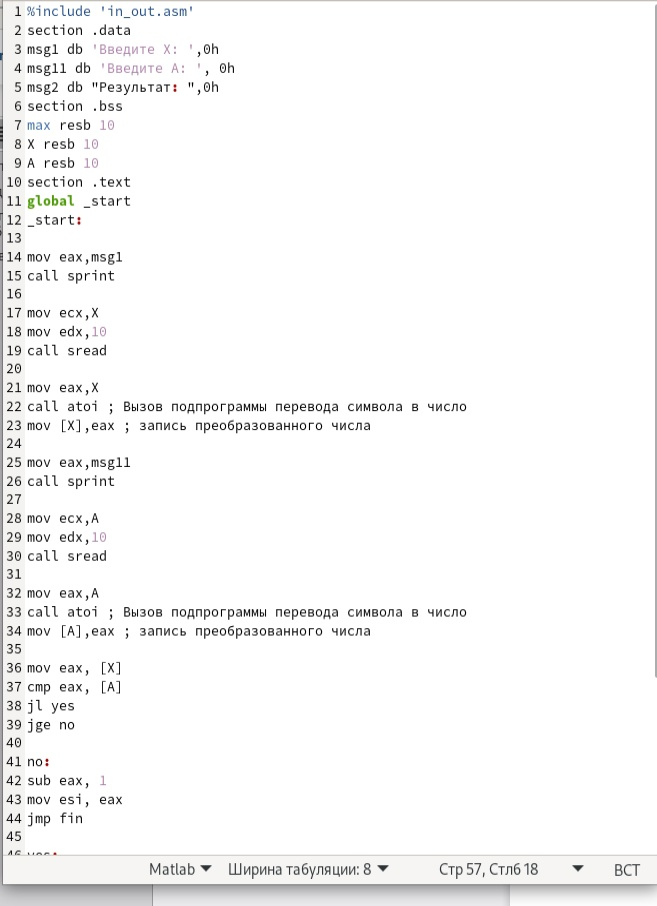 1 %include 'in_out.asm'
2 section .data
3 msg1 db 'Введите X: ',0h
4 msg11 db 'Введите A: ', 0h
5 msg2 db "Результат: ",0h
6 section .bss
7 max resb 10
8 X resb 10
9 A resb 10
10 section .text
11 global _start
12 _start:
13
14 mov eax,msg1
15 call sprint
16
17 mov ecx,X
18 mov edx,10
19 call sread
20
21 mov eax,X
22 call atoi ; Вызов подпрограммы перевода символа в число
23 mov [X],eax ; запись преобразованного числа
24
25 mov eax,msg11
26 call sprint
27
28 mov ecx,A
29 mov edx,10
30 call sread
31
32 mov eax,A
33 call atoi ; Вызов подпрограммы перевода символа в число
34 mov [A],eax ; запись преобразованного числа
35
36 mov eax, [X]
37 cmp eax, [A]
38 jl yes
39 jge no
40
41 no:
42 sub eax, 1
43 mov esi, eax
44 jmp fin
45
46 yes:
Matlab Ширина табуляции: 8 Стр 57, Стлб 18 ВСТ